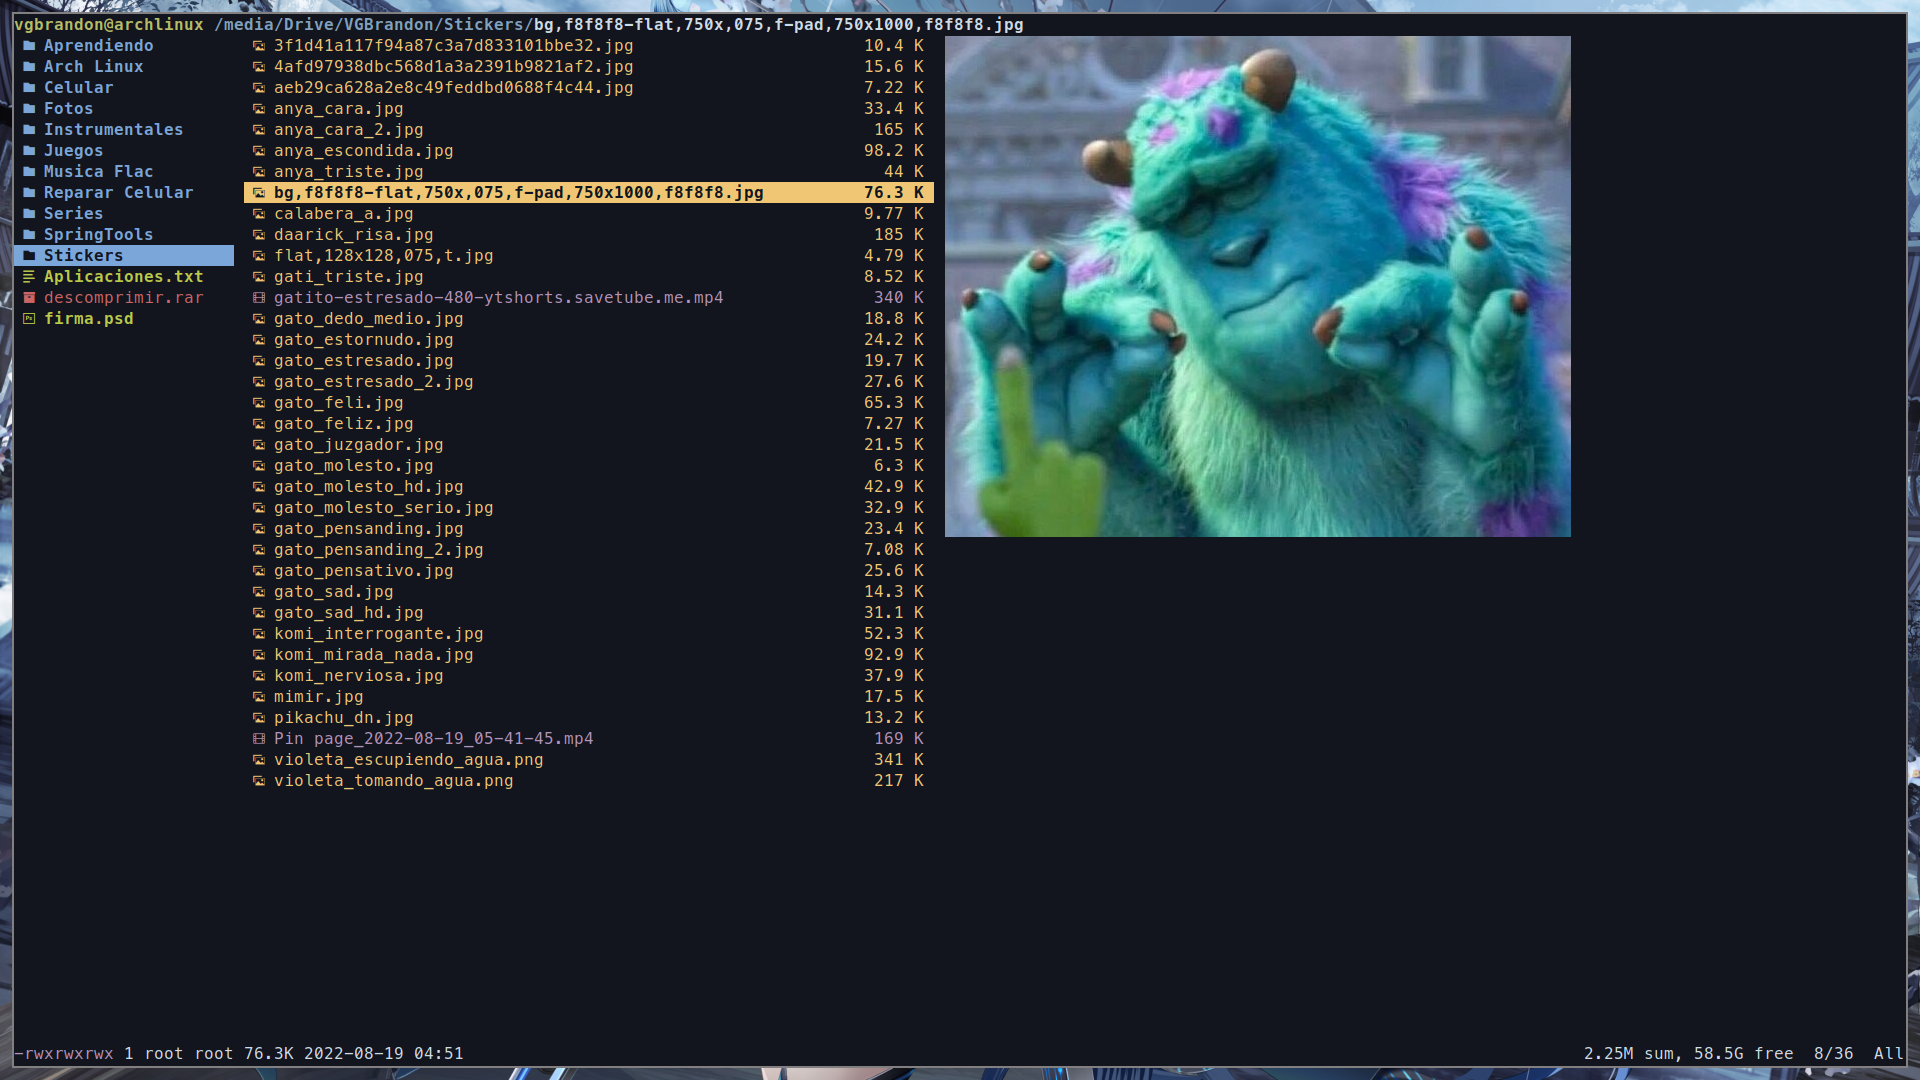 vgbrandon@archlinux /media/Drive/VGBrandon/Stickers/bg,f8f8f8-flat,750x,075,f-pad,750x1000,f8f8f8.jpg
Aprendiendo
Arch Linux
Celular
Fotos
Instrumentales
Juegos
Musica Flac
Reparar Celular
Series
SpringTools
Stickers
Aplicaciones.txt
descomprimir.rar
firma.psd
3f1d41a117f94a87c3a7d833101bbe32.jpg 10.4 K
4afd97938dbc568d1a3a2391b9821af2.jpg 15.6 K
aeb29ca628a2e8c49feddbd0688f4c44.jpg 7.22 K
anya_cara.jpg 33.4 K
anya_cara_2.jpg 165 K
anya_escondida.jpg 98.2 K
anya_triste.jpg 44 K
bg,f8f8f8-flat,750x,075,f-pad,750x1000,f8f8f8.jpg 76.3 K
calabera_a.jpg 9.77 K
daarick_risa.jpg 185 K
flat,128x128,075,t.jpg 4.79 K
gati_triste.jpg 8.52 K
gatito-estresado-480-ytshorts.savetube.me.mp4 340 K
gato_dedo_medio.jpg 18.8 K
gato_estornudo.jpg 24.2 K
gato_estresado.jpg 19.7 K
gato_estresado_2.jpg 27.6 K
gato_feli.jpg 65.3 K
gato_feliz.jpg 7.27 K
gato_juzgador.jpg 21.5 K
gato_molesto.jpg 6.3 K
gato_molesto_hd.jpg 42.9 K
gato_molesto_serio.jpg 32.9 K
gato_pensanding.jpg 23.4 K
gato_pensanding_2.jpg 7.08 K
gato_pensativo.jpg 25.6 K
gato_sad.jpg 14.3 K
gato_sad_hd.jpg 31.1 K
komi_interrogante.jpg 52.3 K
komi_mirada_nada.jpg 92.9 K
komi_nerviosa.jpg 37.9 K
mimir.jpg 17.5 K
pikachu_dn.jpg 13.2 K
Pin page_2022-08-19_05-41-45.mp4 169 K
violeta_escupiendo_agua.png 341 K
violeta_tomando_agua.png 217 K
-rwxrwxrwx 1 root root 76.3K 2022-08-19 04:51 2.25M sum, 58.5G free 8/36 All